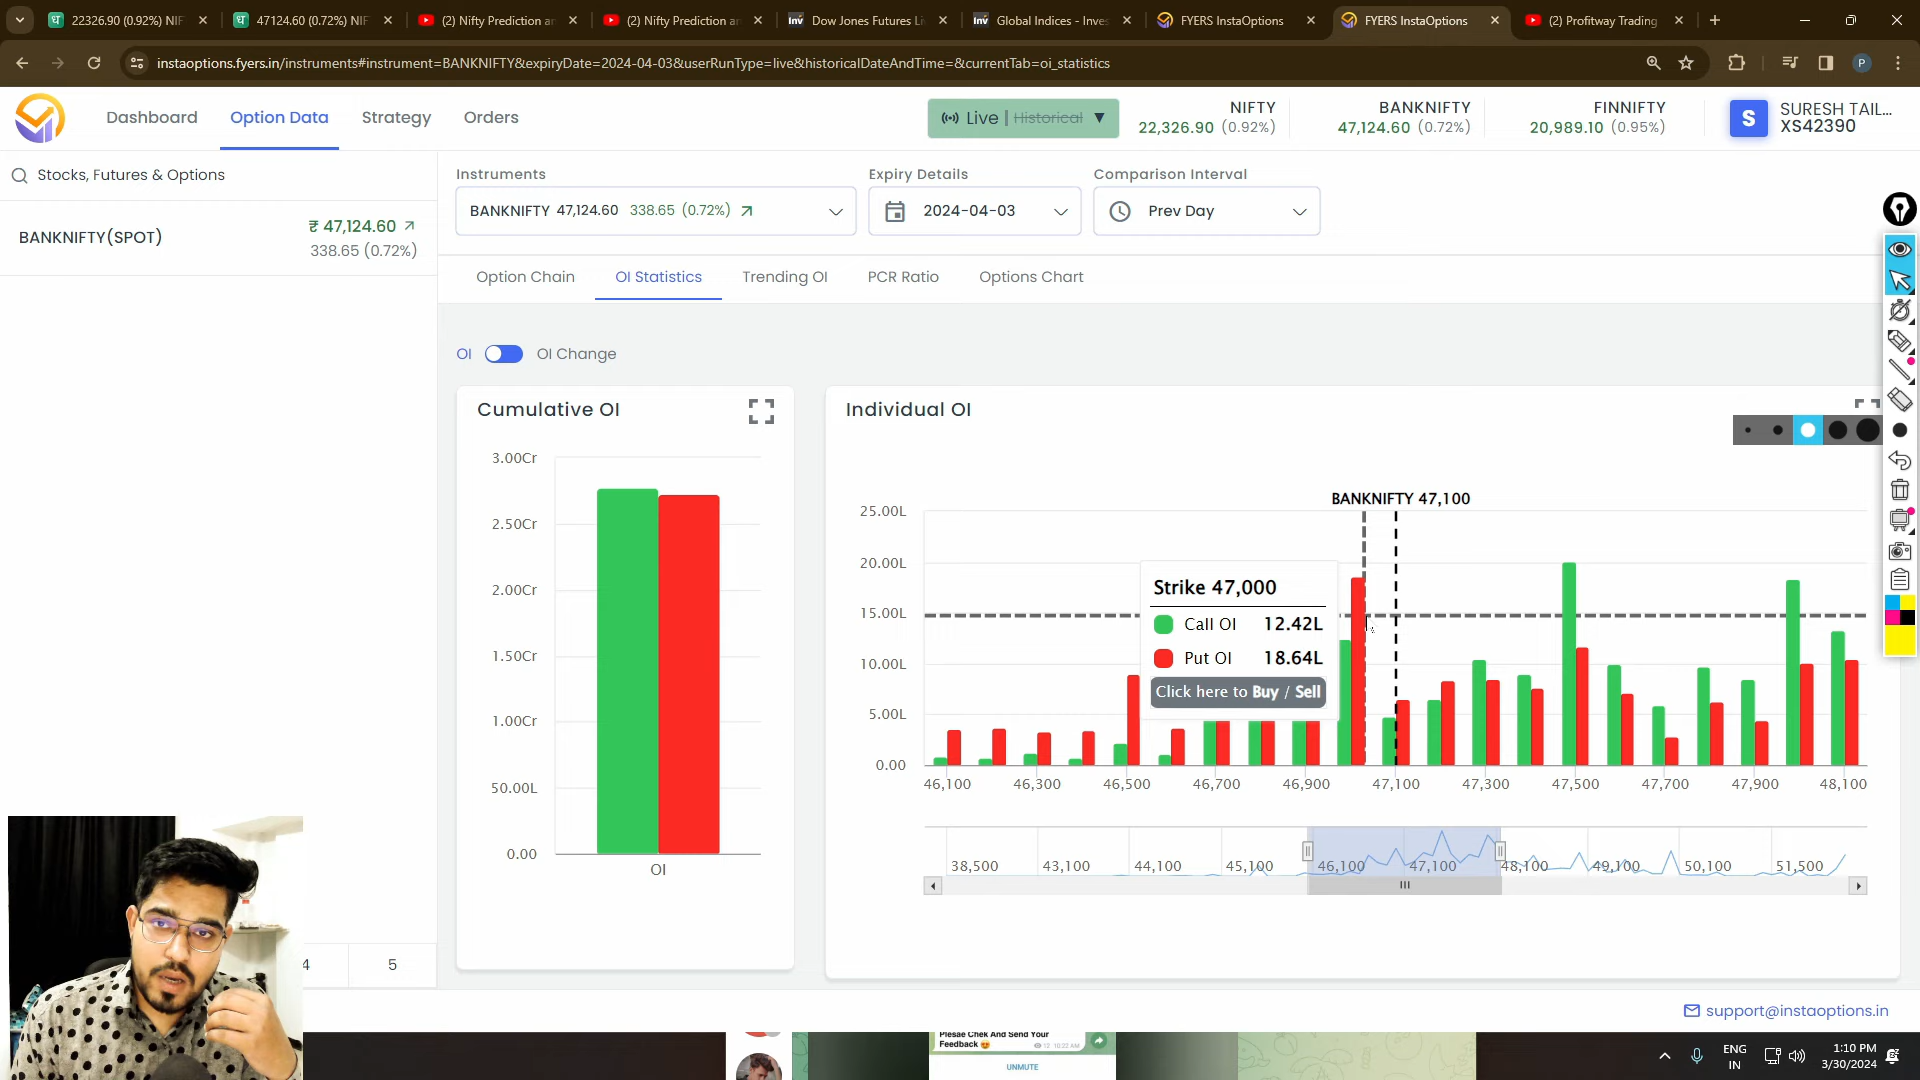 22326.90 (0.92%) NIF
47124.60 (0.72%) NIF
(2) Nifty Prediction an
(2) Nifty Prediction an
Dow Jones Futures Li
Global Indices - Inves
FYERS InstaOptions
FYERS InstaOptions
(2) Profitway Trading
instaoptions.fyers.in/instruments#instrument=BANKNIFTY&expiryDate=2024-04-03&userRunType=live&historicalDateAndTime=&currentTab=oi_statistics
P
Dashboard
Option Data
Strategy
Orders
Live | Historical ▼
NIFTY
22,326.90 (0.92%)
BANKNIFTY
47,124.60 (0.72%)
FINNIFTY
20,989.10 (0.95%)
S
SURESH TAIL...
XS42390
Stocks, Futures & Options
BANKNIFTY(SPOT)
₹ 47,124.60
338.65 (0.72%)
Instruments
BANKNIFTY 47,124.60 338.65 (0.72%)
Expiry Details
2024-04-03
Comparison Interval
Prev Day
Option Chain
OI Statistics
Trending OI
PCR Ratio
Options Chart
OI
OI Change
Cumulative OI
3.00Cr
2.50Cr
2.00Cr
1.50Cr
1.00Cr
50.00L
0.00
OI
Individual OI
BANKNIFTY 47,100
25.00L
20.00L
15.00L
10.00L
5.00L
0.00
Strike 47,000
Call OI 12.42L
Put OI 18.64L
Click here to Buy / Sell
46,100 46,300 46,500 46,700 46,900 47,100 47,300 47,500 47,700 47,900 48,100
38,500 43,100 44,100 45,100 46,100 47,100 48,100 49,100 50,100 51,500
4
5
support@instaoptions.in
Plesae Chek And Send Your
Feedback
12 10:22 AM
UNMUTE
ENG
IN
1:10 PM
3/30/2024